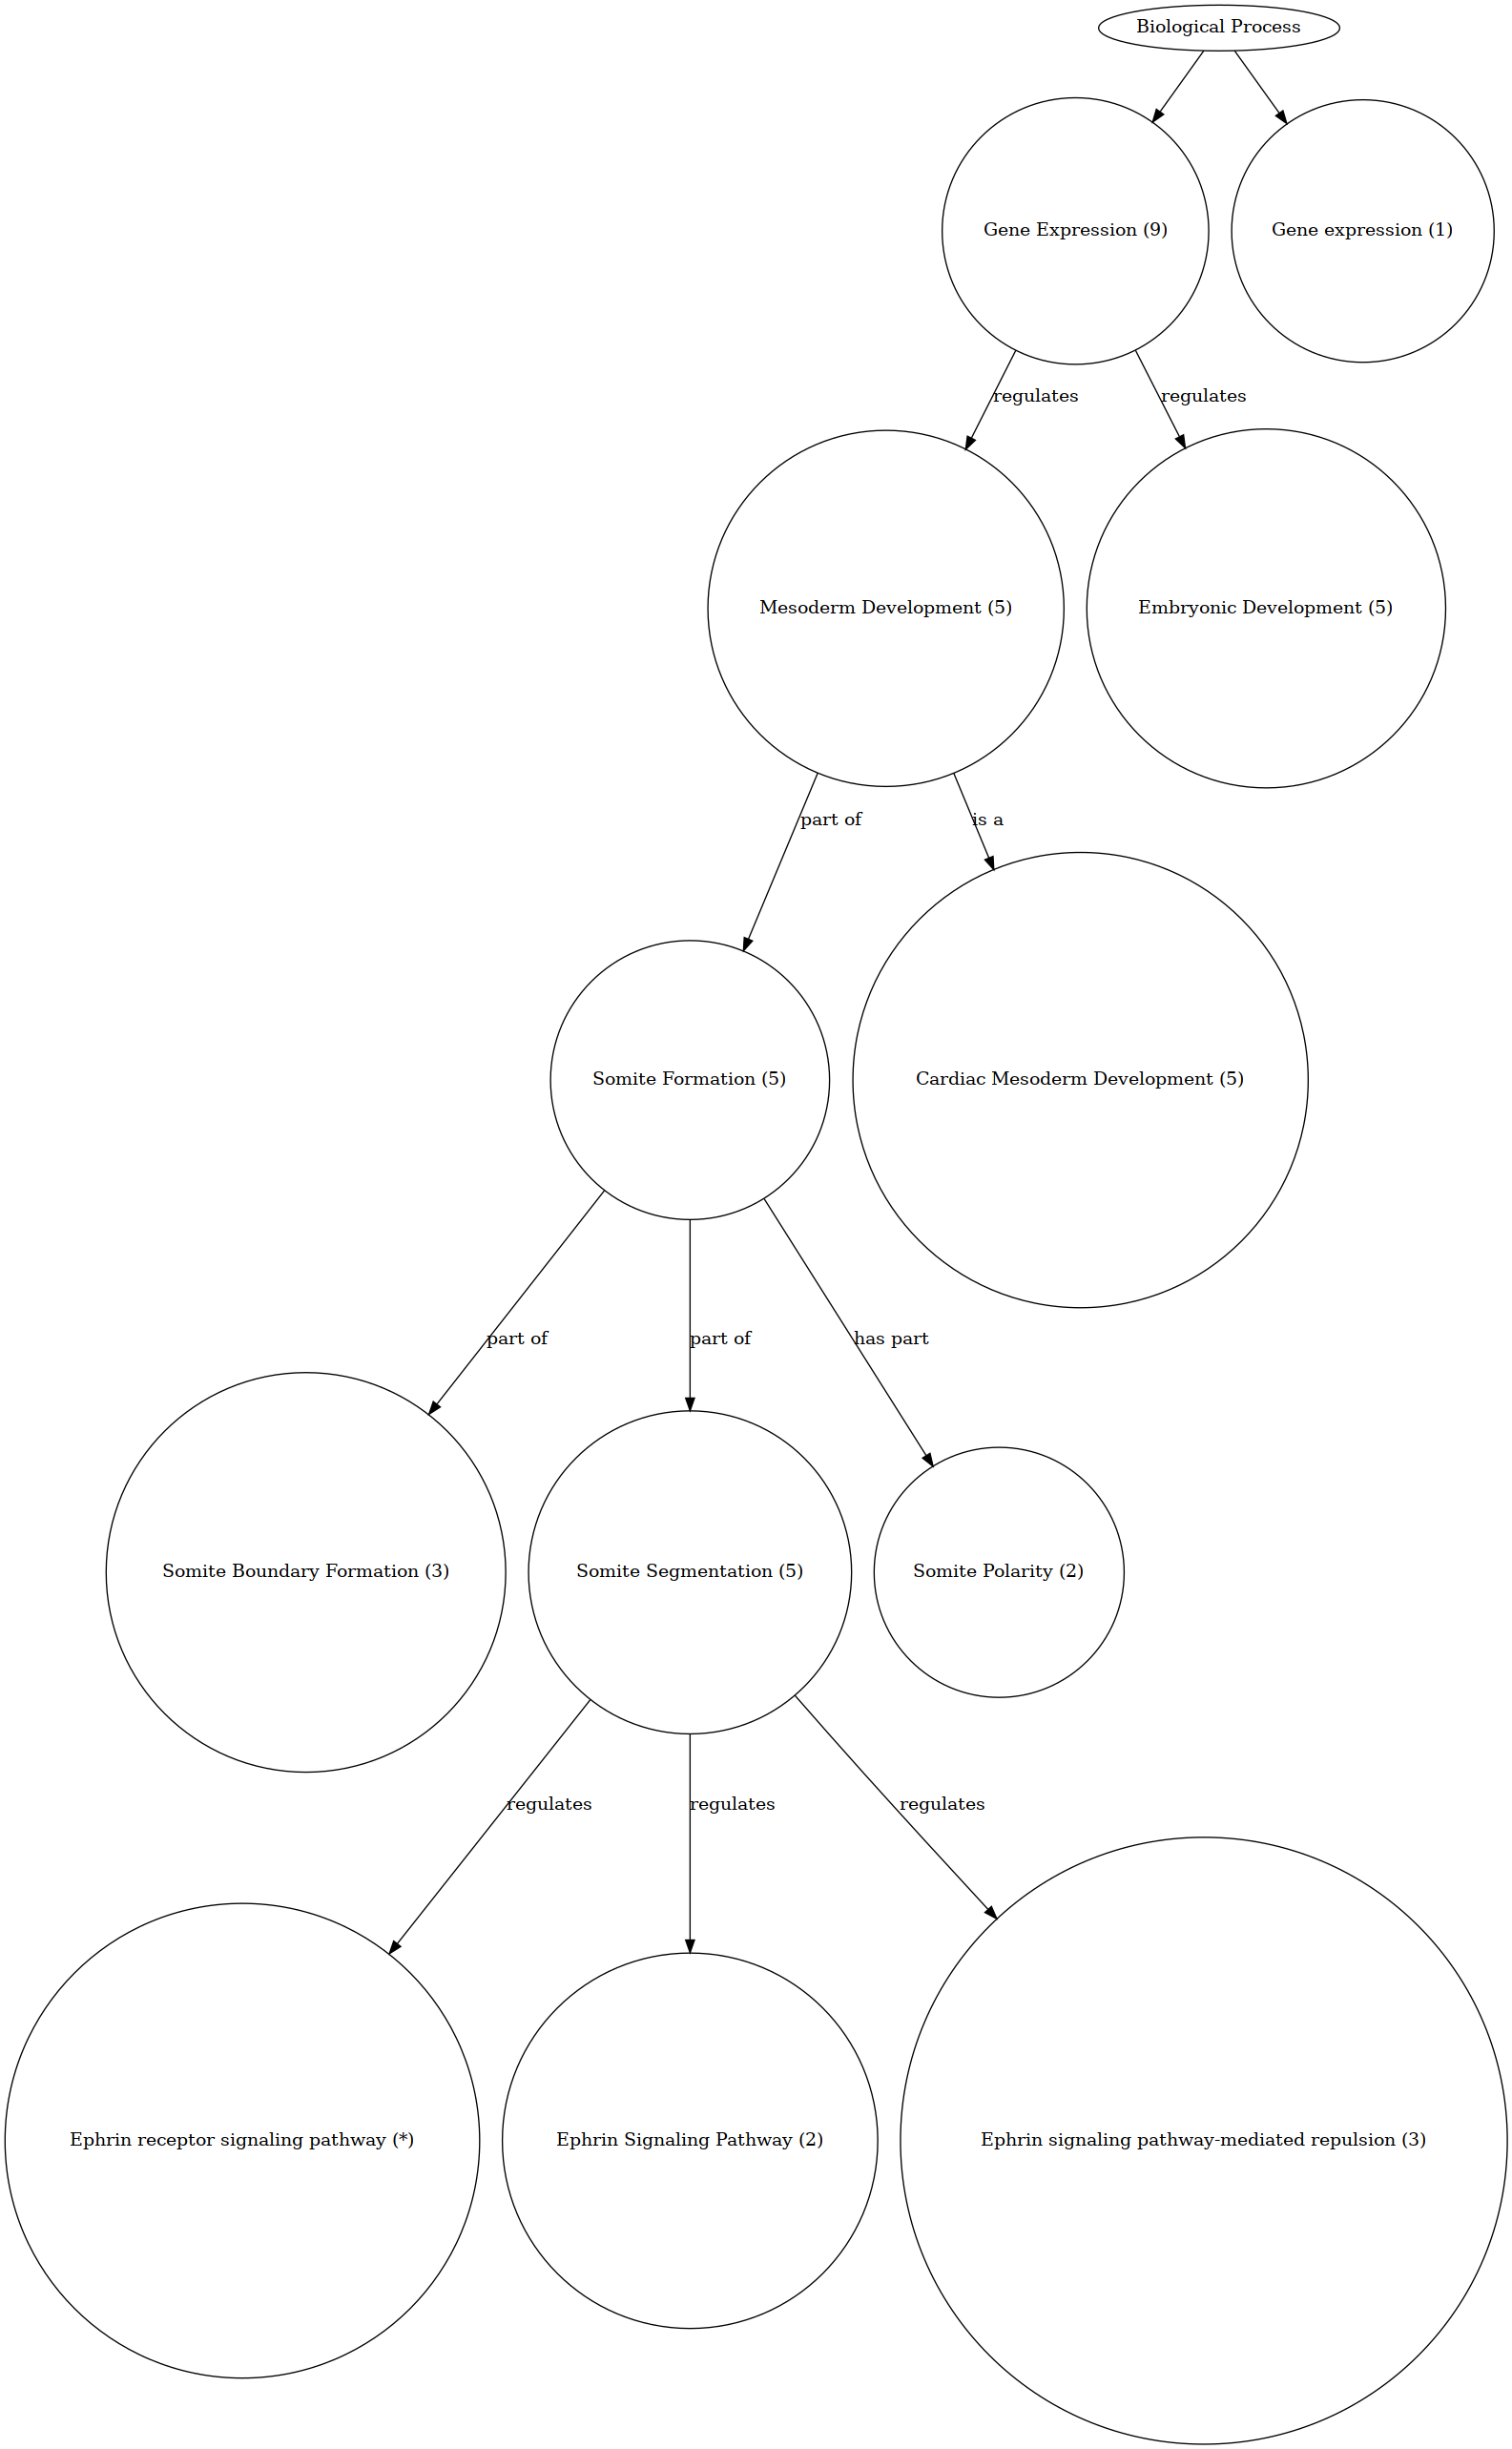 Biological Process
Gene Expression (9)
Gene expression (1)
regulates
regulates
Mesoderm Development (5)
Embryonic Development (5)
part of
is a
Somite Formation (5)
Cardiac Mesoderm Development (5)
part of
part of
has part
Somite Boundary Formation (3)
Somite Segmentation (5)
Somite Polarity (2)
regulates
regulates
regulates
Ephrin receptor signaling pathway (*)
Ephrin Signaling Pathway (2)
Ephrin signaling pathway-mediated repulsion (3)